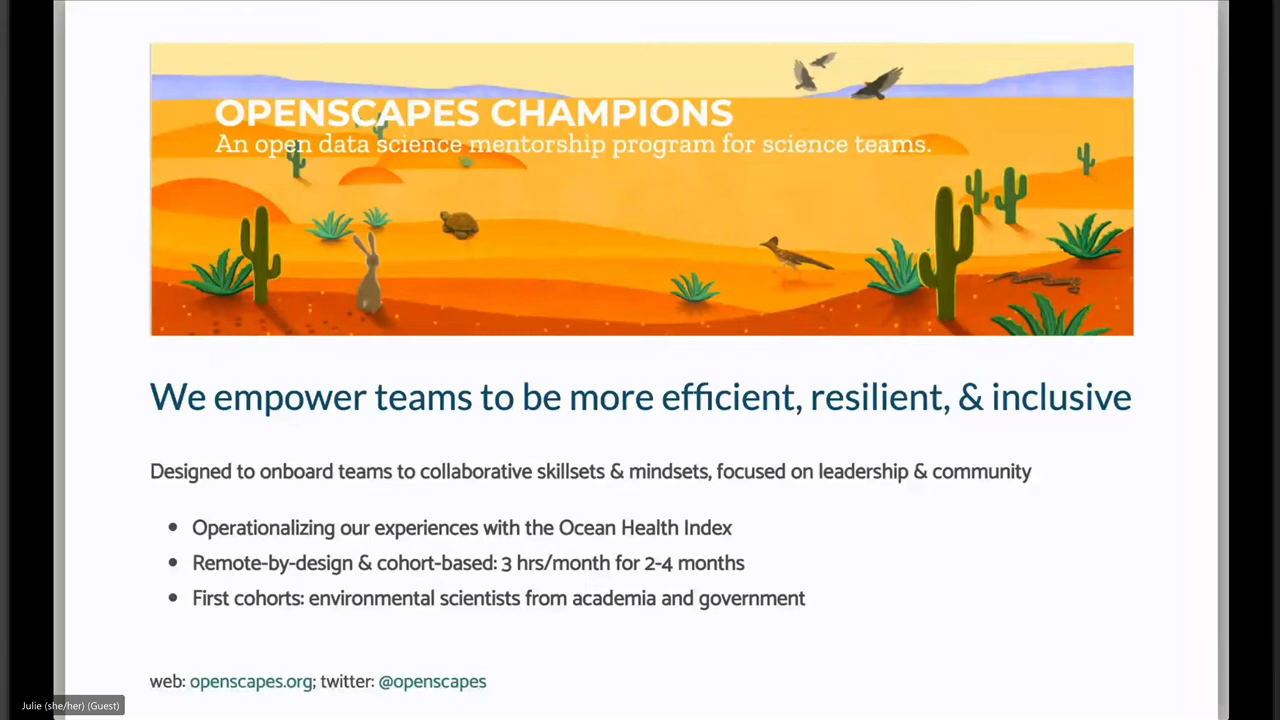 OPENSCAPES CHAMPIONS
An open data science mentorship program for science teams.
We empower teams to be more efficient, resilient, & inclusive
Designed to onboard teams to collaborative skillsets & mindsets, focused on leadership & community
• Operationalizing our experiences with the Ocean Health Index
• Remote-by-design & cohort-based: 3 hrs/month for 2-4 months
• First cohorts: environmental scientists from academia and government
web: openscapes.org; twitter: @openscapes
Julie (she/her) (Guest)